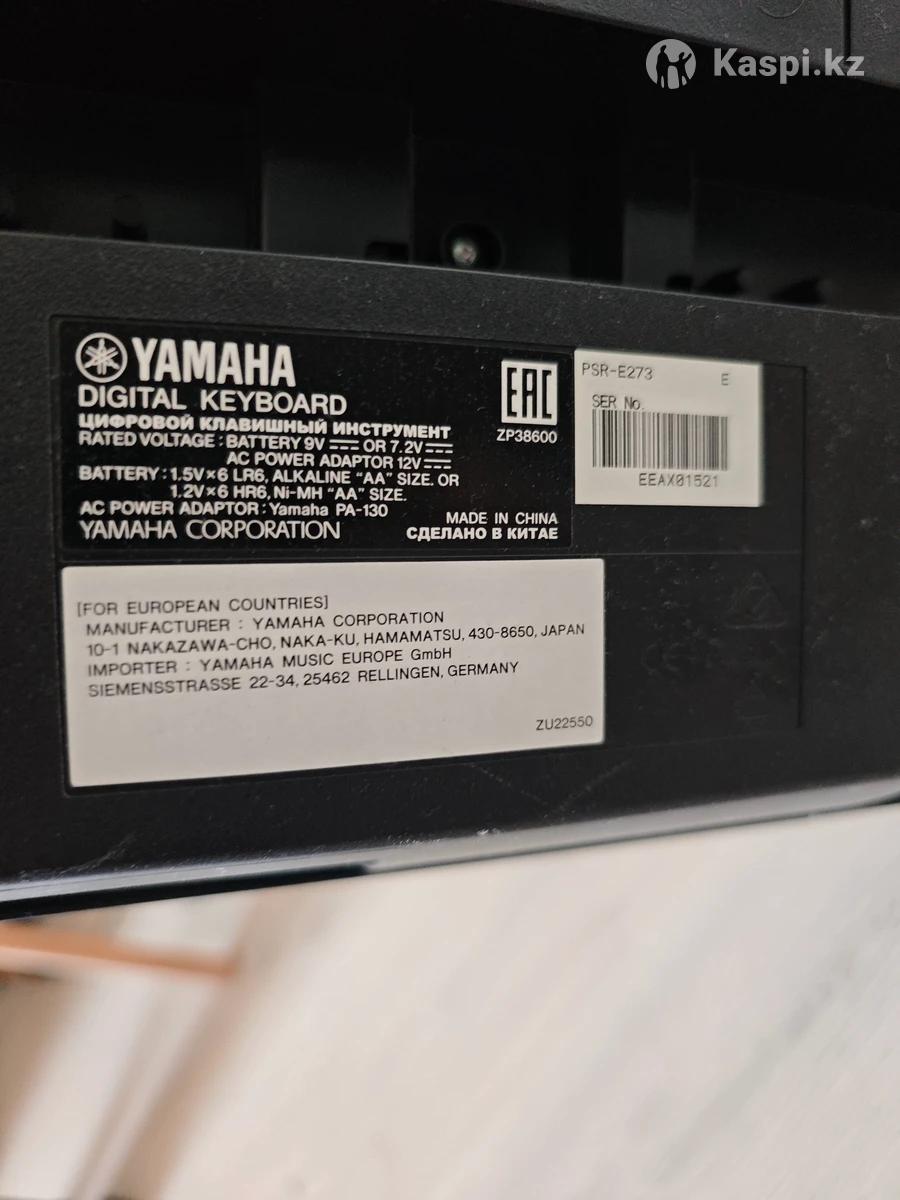 Kaspi.kz
YAMAHA
DIGITAL KEYBOARD
ЦИФРОВОЙ КЛАВИШНЫЙ ИНСТРУМЕНТ
RATED VOLTAGE : BATTERY 9V ⎓ OR 7.2V ⎓
AC POWER ADAPTOR 12V ⎓
BATTERY : 1.5V×6 LR6, ALKALINE “AA” SIZE. OR
1.2V×6 HR6, Ni-MH “AA” SIZE.
AC POWER ADAPTOR : Yamaha PA-130
YAMAHA CORPORATION
MADE IN CHINA
СДЕЛАНО В КИТАЕ
EAC
ZP38600
PSR-E273 E
SER No.
EEAX01521
[FOR EUROPEAN COUNTRIES]
MANUFACTURER : YAMAHA CORPORATION
10-1 NAKAZAWA-CHO, NAKA-KU, HAMAMATSU, 430-8650, JAPAN
IMPORTER : YAMAHA MUSIC EUROPE GmbH
SIEMENSSTRASSE 22-34, 25462 RELLINGEN, GERMANY
ZU22550